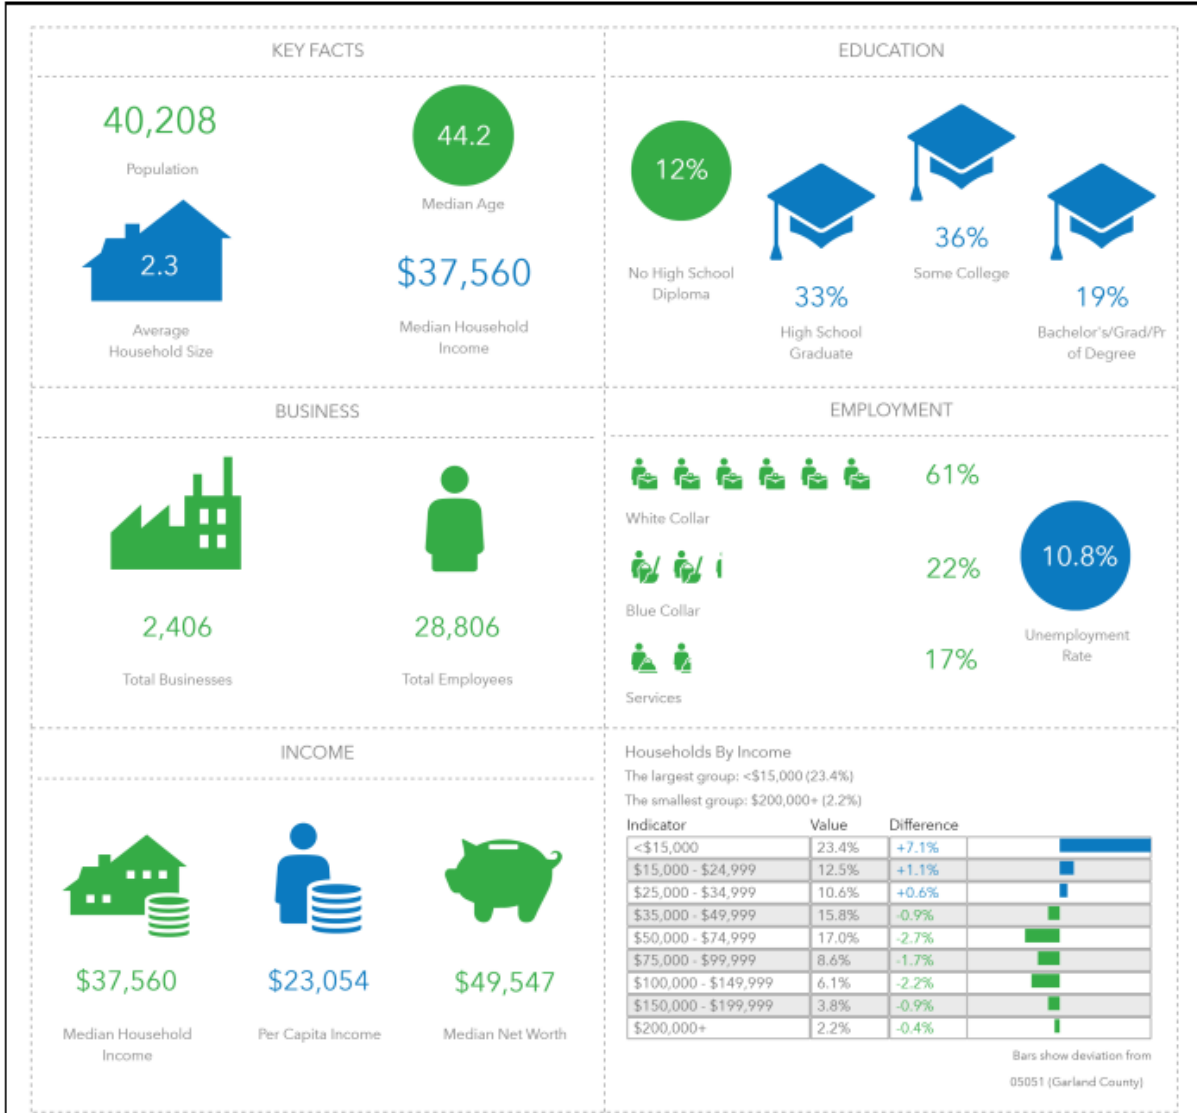 KEY FACTS
40,208
Population
44.2
Median Age
2.3
Average
Household Size
$37,560
Median Household
Income
EDUCATION
12%
No High School
Diploma
33%
High School
Graduate
36%
Some College
19%
Bachelor's/Grad/Pr
of Degree
BUSINESS
2,406
Total Businesses
28,806
Total Employees
EMPLOYMENT
61%
White Collar
22%
Blue Collar
17%
Services
10.8%
Unemployment
Rate
INCOME
$37,560
Median Household
Income
$23,054
Per Capita Income
$49,547
Median Net Worth
Households By Income
The largest group: <$15,000 (23.4%)
The smallest group: $200,000+ (2.2%)
Indicator Value Difference
<$15,000 23.4% +7.1%
$15,000 - $24,999 12.5% +1.1%
$25,000 - $34,999 10.6% +0.6%
$35,000 - $49,999 15.8% -0.9%
$50,000 - $74,999 17.0% -2.7%
$75,000 - $99,999 8.6% -1.7%
$100,000 - $149,999 6.1% -2.2%
$150,000 - $199,999 3.8% -0.9%
$200,000+ 2.2% -0.4%
Bars show deviation from
05051 (Garland County)